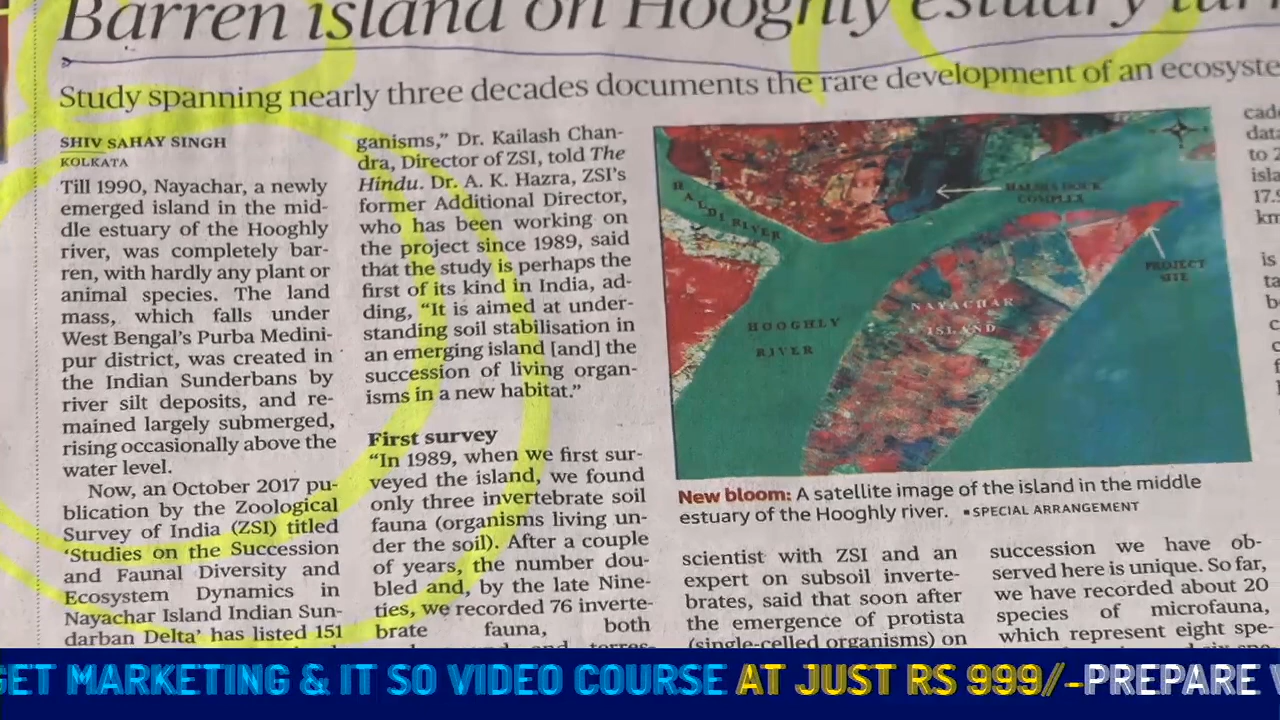 Barren island on Hooghly estuary
Study spanning nearly three decades documents the rare development of an
SHIV SAHAY SINGH
KOLKATA
Till 1990, Nayachar, a newly
emerged island in the mid-
dle estuary of the Hooghly
river, was completely bar-
ren, with hardly any plant or
animal species. The land
mass, which falls under
West Bengal's Purba Medini-
pur district, was created in
the Indian Sunderbans by
river silt deposits, and re-
mained largely submerged,
rising occasionally above the
water level.
Now, an October 2017 pu-
blication by the Zoological
Survey of India (ZSI) titled
'Studies on the Succession
and Faunal Diversity and
Ecosystem Dynamics in
Nayachar Island Indian Sun-
darban Delta' has listed 151
ganisms," Dr. Kailash Chan-
dra, Director of ZSI, told The
Hindu. Dr. A. K. Hazra, ZSI's
former Additional Director,
who has been working on
the project since 1989, said
that the study is perhaps the
first of its kind in India, ad-
ding, "It is aimed at under-
standing soil stabilisation in
an emerging island [and] the
succession of living organ-
isms in a new habitat."
First survey
"In 1989, when we first sur-
veyed the island, we found
only three invertebrate soil
fauna (organisms living un-
der the soil). After a couple
of years, the number dou-
bled and, by the late Nine-
ties, we recorded 76 inverte-
brate fauna, both
HALDI RIVER
HALDIA DOCK
COMPLEX
PROJECT
SITE
NAYACHAR
ISLAND
HOOGHLY
RIVER
New bloom: A satellite image of the island in the middle
estuary of the Hooghly river. ▪ SPECIAL ARRANGEMENT
scientist with ZSI and an
expert on subsoil inverte-
brates, said that soon after
the emergence of protista
(single-celled organisms) on
succession we have ob-
served here is unique. So far,
we have recorded about 20
species of microfauna,
which represent eight spe-
data
to 2
17.5
is
GET MARKETING & IT SO VIDEO COURSE AT JUST RS 999/-PREPARE